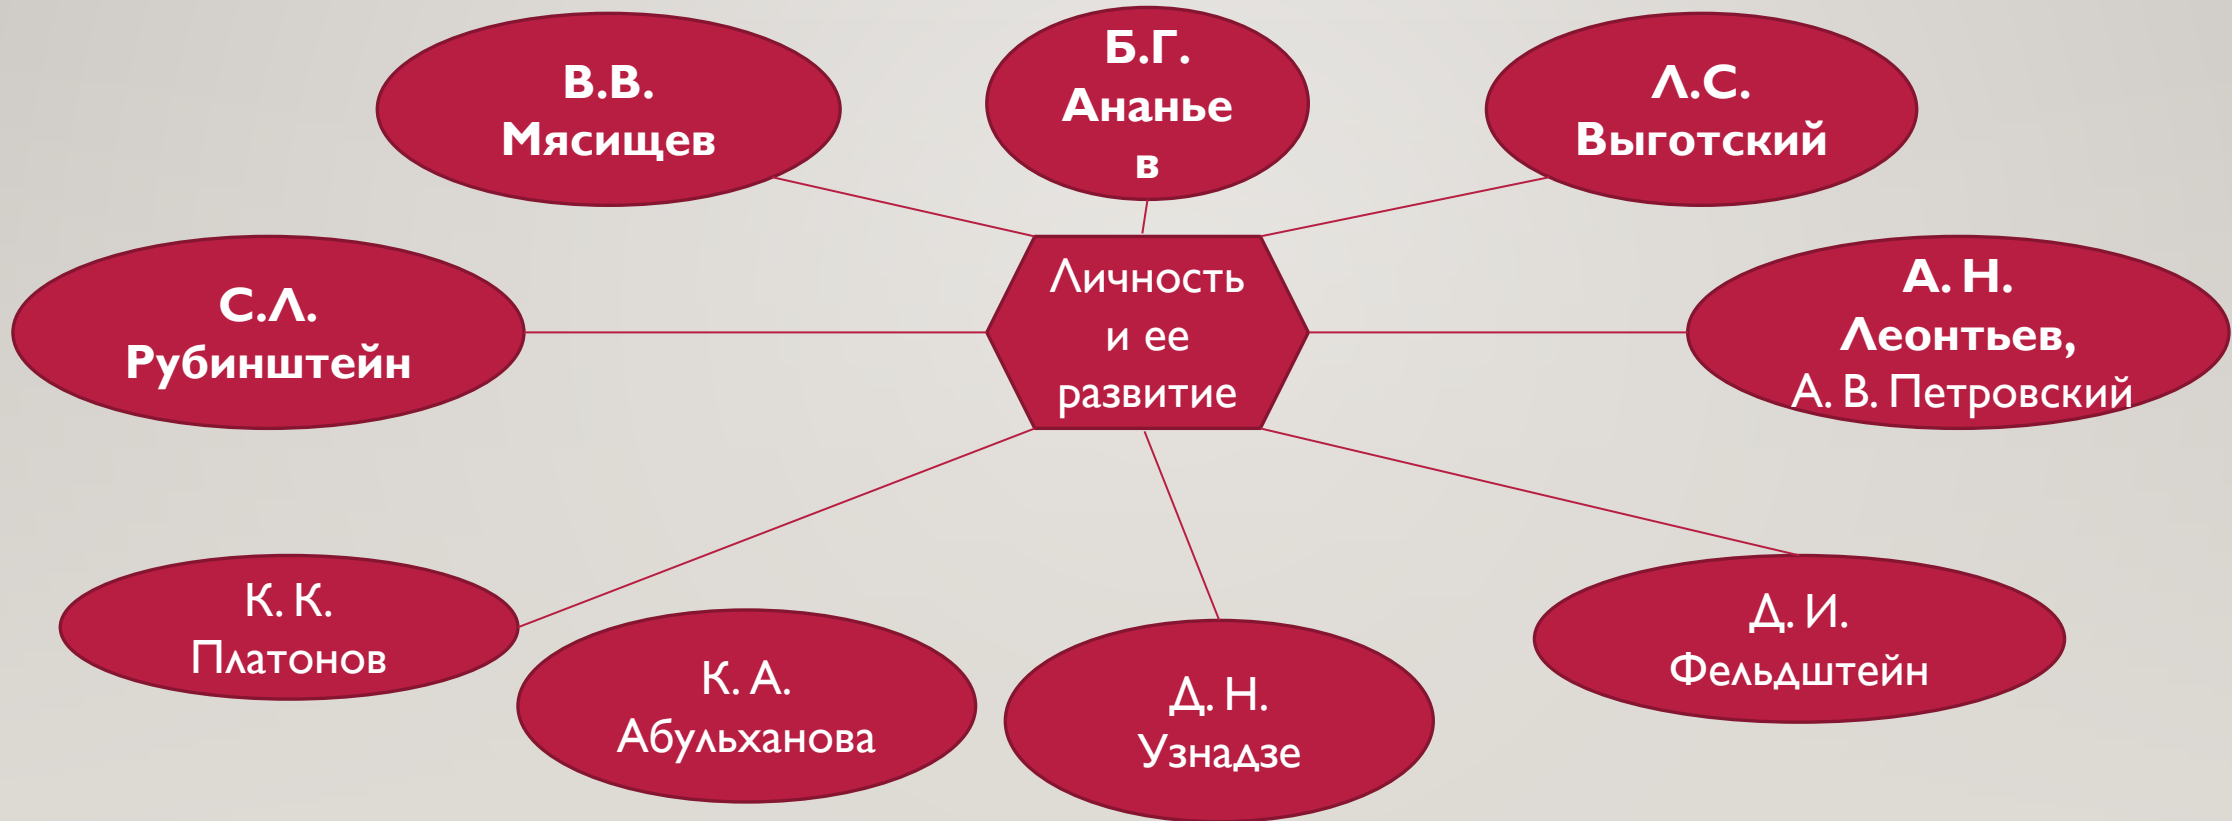 В.В.
Мясищев
Б.Г.
Ананье
в
Л.С.
Выготский
С.Л.
Рубинштейн
Личность
и ее
развитие
А. Н.
Леонтьев,
А. В. Петровский
К. К.
Платонов
К. А.
Абульханова
Д. Н.
Узнадзе
Д. И.
Фельдштейн